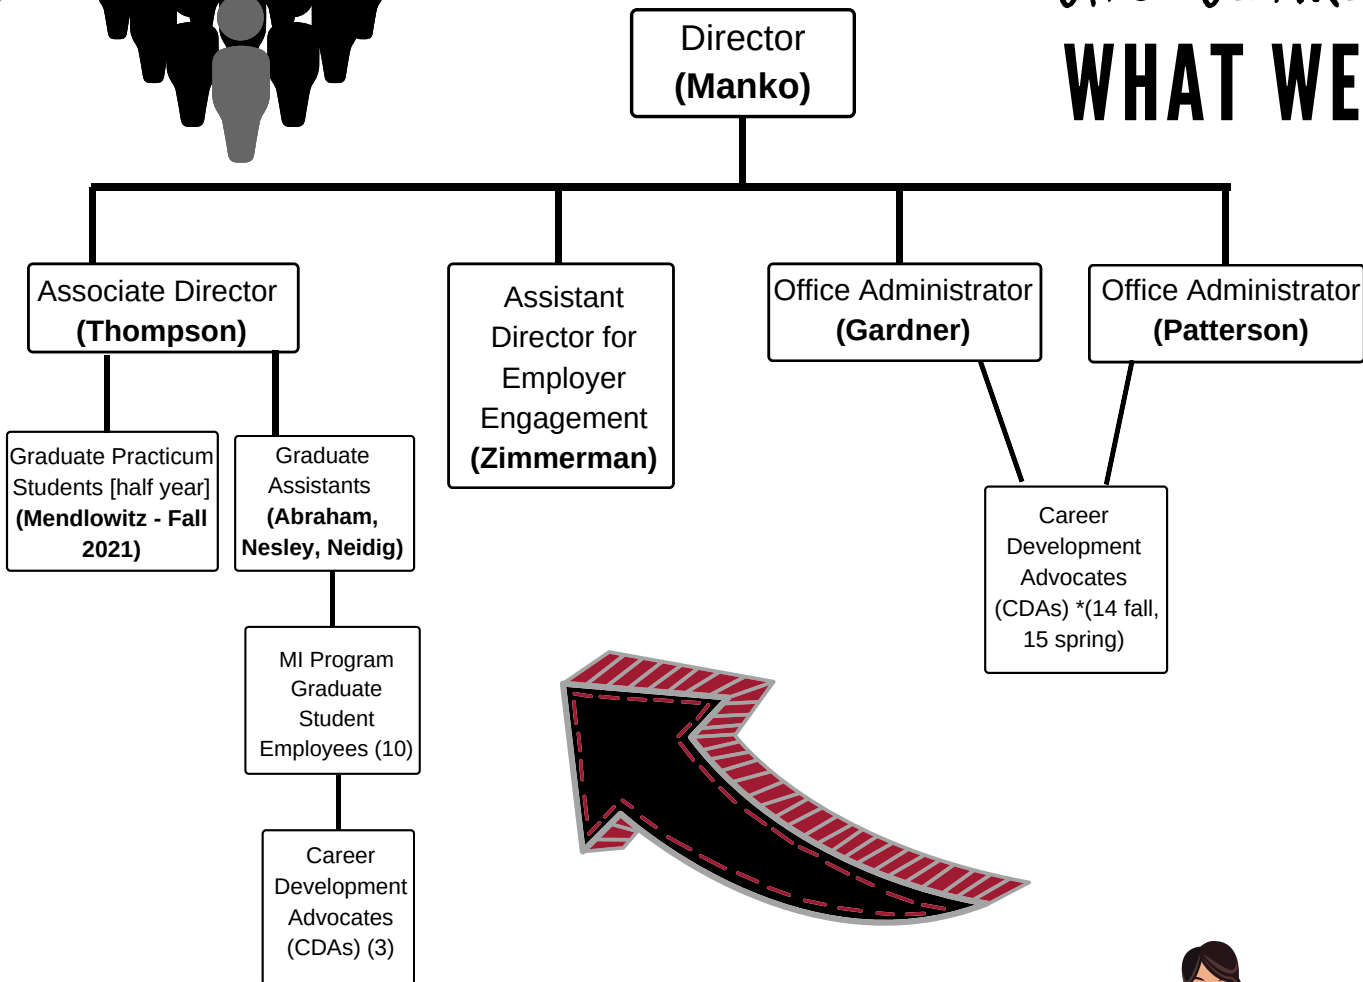 Director
(Manko)
WHAT WE
Associate Director
(Thompson)
Assistant
Director for
Employer
Engagement
(Zimmerman)
Office Administrator
(Gardner)
Office Administrator
(Patterson)
Graduate Practicum
Students [half year]
(Mendlowitz - Fall
2021)
Graduate
Assistants
(Abraham,
Nesley, Neidig)
Career
Development
Advocates
(CDAs) *(14 fall,
15 spring)
MI Program
Graduate
Student
Employees (10)
Career
Development
Advocates
(CDAs) (3)